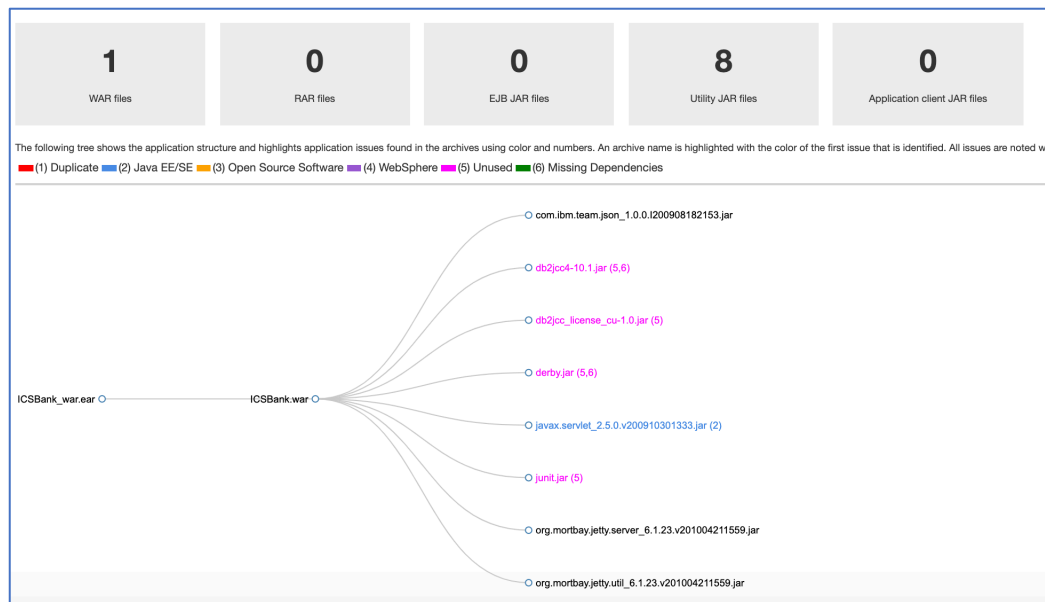 1
WAR files
0
RAR files
0
EJB JAR files
8
Utility JAR files
0
Application client JAR files
The following tree shows the application structure and highlights application issues found in the archives using color and numbers. An archive name is highlighted with the color of the first issue that is identified. All issues are noted w
(1) Duplicate (2) Java EE/SE (3) Open Source Software (4) WebSphere (5) Unused (6) Missing Dependencies
com.ibm.team.json_1.0.0.I200908182153.jar
db2jcc4-10.1.jar (5,6)
db2jcc_license_cu-1.0.jar (5)
derby.jar (5,6)
ICSBank_war.ear ICSBank.war
javax.servlet_2.5.0.v200910301333.jar (2)
junit.jar (5)
org.mortbay.jetty.server_6.1.23.v201004211559.jar
org.mortbay.jetty.util_6.1.23.v201004211559.jar